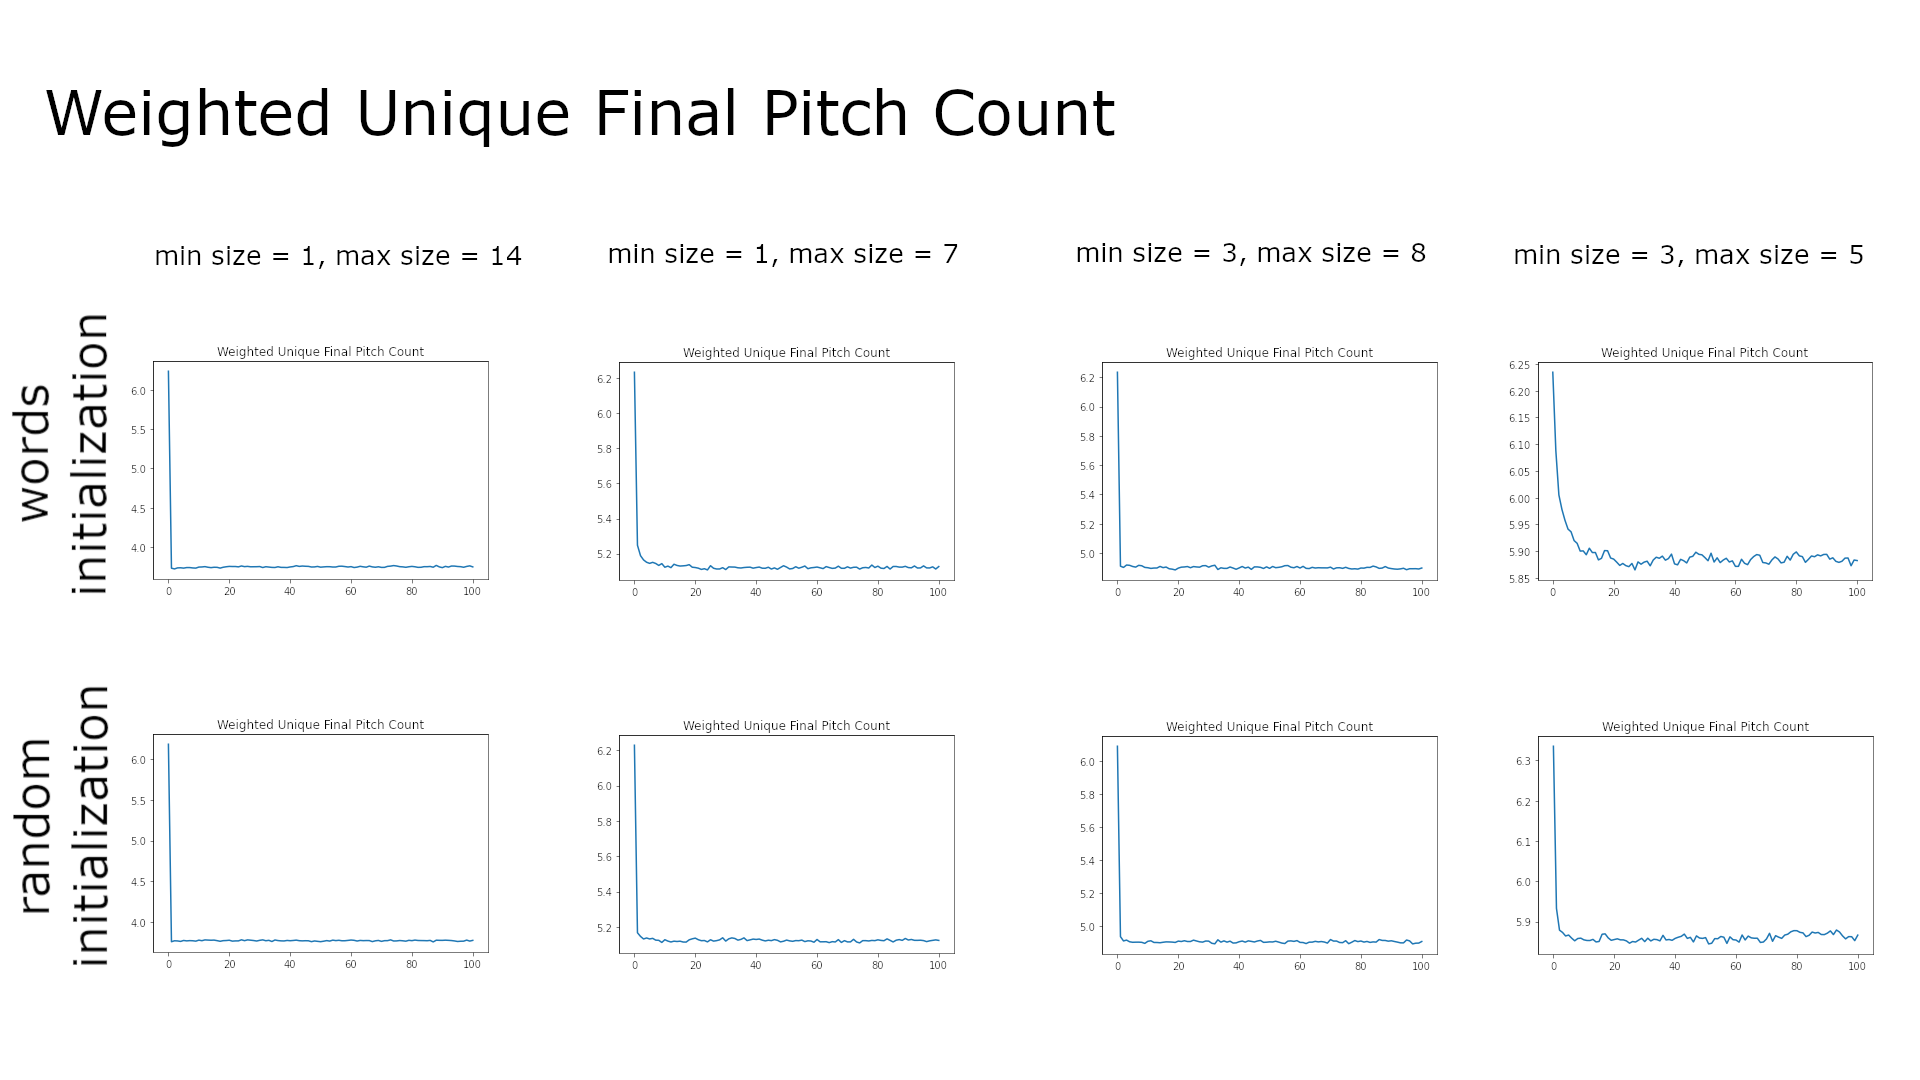 Weighted Unique Final Pitch Count
min size = 1, max size = 14
min size = 1, max size = 7
min size = 3, max size = 8
min size = 3, max size = 5
words
initialization
Weighted Unique Final Pitch Count
6.0
5.5
5.0
4.5
4.0
0 20 40 60 80 100
Weighted Unique Final Pitch Count
6.2
6.0
5.8
5.6
5.4
5.2
0 20 40 60 80 100
Weighted Unique Final Pitch Count
6.2
6.0
5.8
5.6
5.4
5.2
5.0
0 20 40 60 80 100
Weighted Unique Final Pitch Count
6.25
6.20
6.15
6.10
6.05
6.00
5.95
5.90
5.85
0 20 40 60 80 100
random
initialization
Weighted Unique Final Pitch Count
6.0
5.5
5.0
4.5
4.0
0 20 40 60 80 100
Weighted Unique Final Pitch Count
6.2
6.0
5.8
5.6
5.4
5.2
0 20 40 60 80 100
Weighted Unique Final Pitch Count
6.0
5.8
5.6
5.4
5.2
5.0
0 20 40 60 80 100
Weighted Unique Final Pitch Count
6.3
6.2
6.1
6.0
5.9
0 20 40 60 80 100